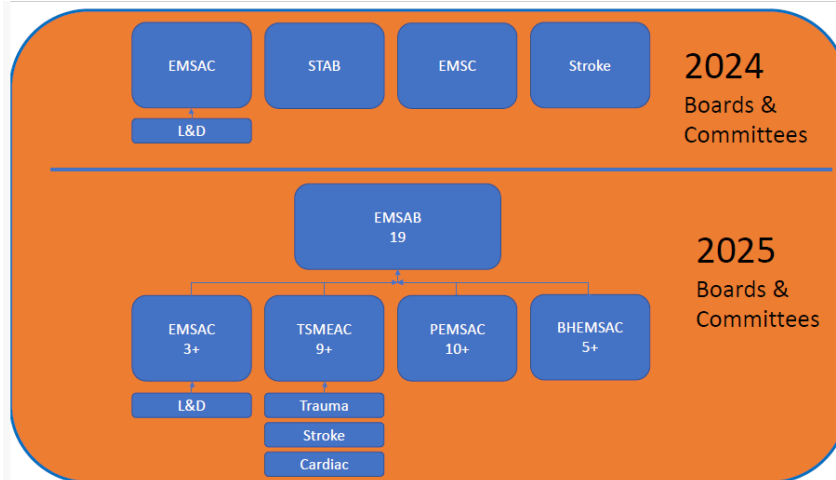 EMSAC
STAB
EMSC
Stroke
L&D
2024
Boards &
Committees
EMSAB
19
2025
Boards &
Committees
EMSAC
3+
TSMEAC
9+
PEMSAC
10+
BHEMSAC
5+
L&D
Trauma
Stroke
Cardiac